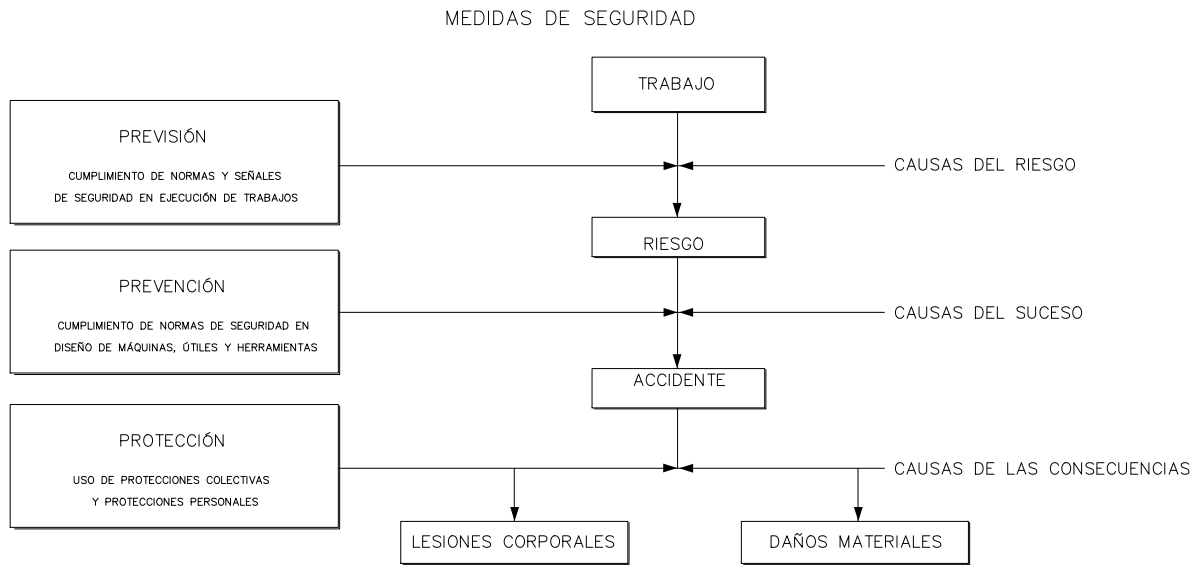 MEDIDAS DE SEGURIDAD
TRABAJO
PREVISIÓN
CUMPLIMIENTO DE NORMAS Y SEÑALES
DE SEGURIDAD EN EJECUCIÓN DE TRABAJOS
CAUSAS DEL RIESGO
RIESGO
PREVENCIÓN
CUMPLIMIENTO DE NORMAS DE SEGURIDAD EN
DISEÑO DE MÁQUINAS, ÚTILES Y HERRAMIENTAS
CAUSAS DEL SUCESO
ACCIDENTE
PROTECCIÓN
USO DE PROTECCIONES COLECTIVAS
Y PROTECCIONES PERSONALES
CAUSAS DE LAS CONSECUENCIAS
LESIONES CORPORALES
DAÑOS MATERIALES